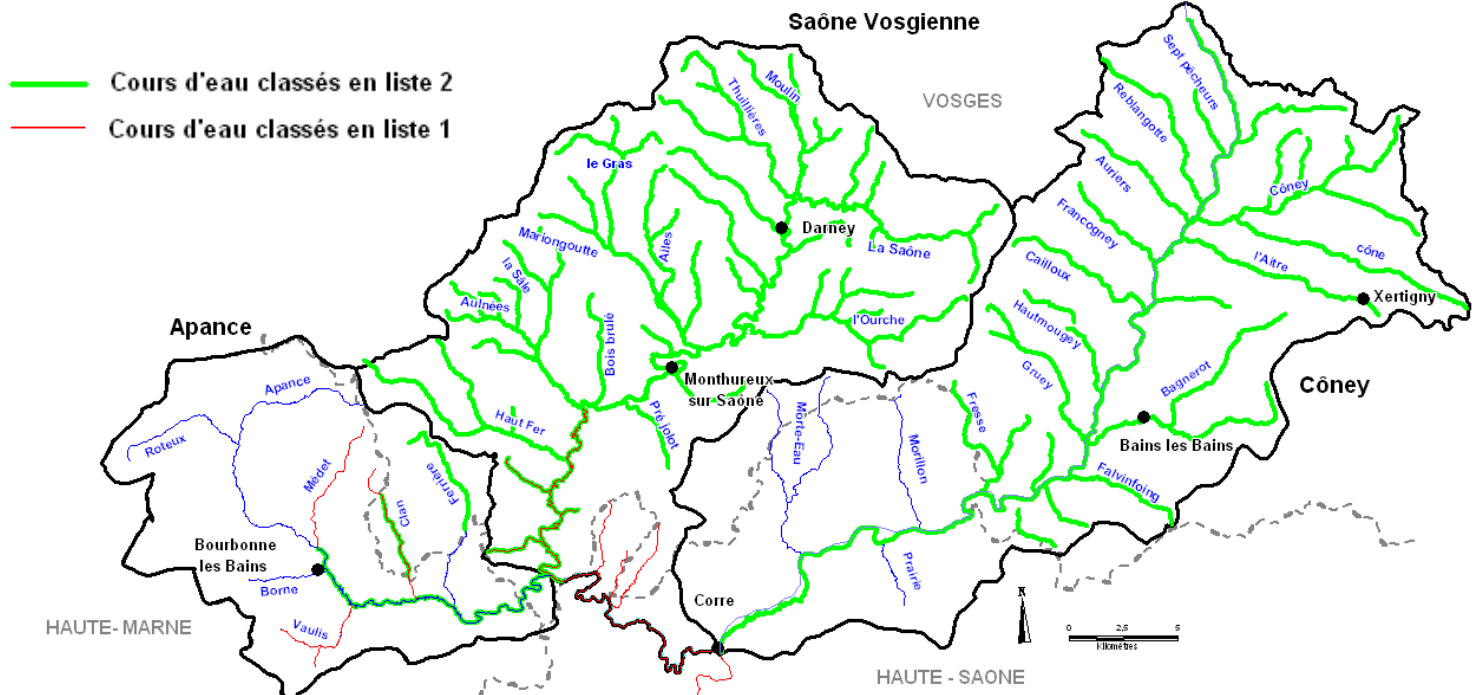 Saône Vosgienne
Cours d'eau classés en liste 2
Cours d'eau classés en liste 1
VOSGES
Sept pêcheurs
Reblangotte
Moulin
Thuillières
le Gras
Auriers
Côney
Francogney
Mariongoutte
Ailes
Darney
La Saône
l'Aître
cône
Cailloux
la Sâle
Aulnées
Xertigny
Hautmougey
l'Ourche
Apance
Bois brulé
Gruey
Bagnerot
Monthureux
sur Saône
Côney
Apance
Roteux
Haut Fer
Pré jolot
Morte-Eau
Morillon
Fresse
Bains les Bains
Médet
Ferrière
Clan
Falvinfoing
Bourbonne
les Bains
Borne
Prairie
Corre
Vaulis
HAUTE- MARNE
HAUTE - SAONE
N
0 2,5 5
Kilomètres